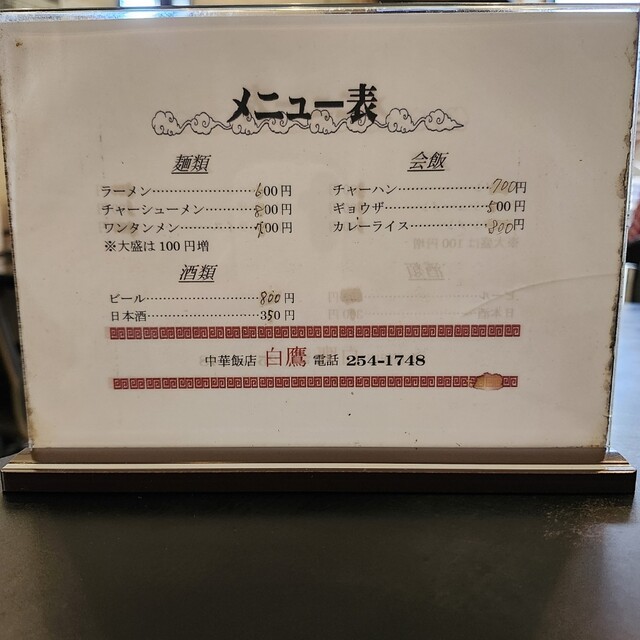 メニュー表
麺類
ラーメン……………………600円
チャーシューメン…………800円
ワンタンメン………………700円
※大盛は100円増
会飯
チャーハン…………………700円
ギョウザ……………………500円
カレーライス………………800円
酒類
ビール………………………800円
日本酒………………………350円
中華飯店 白鷹 電話 254-1748